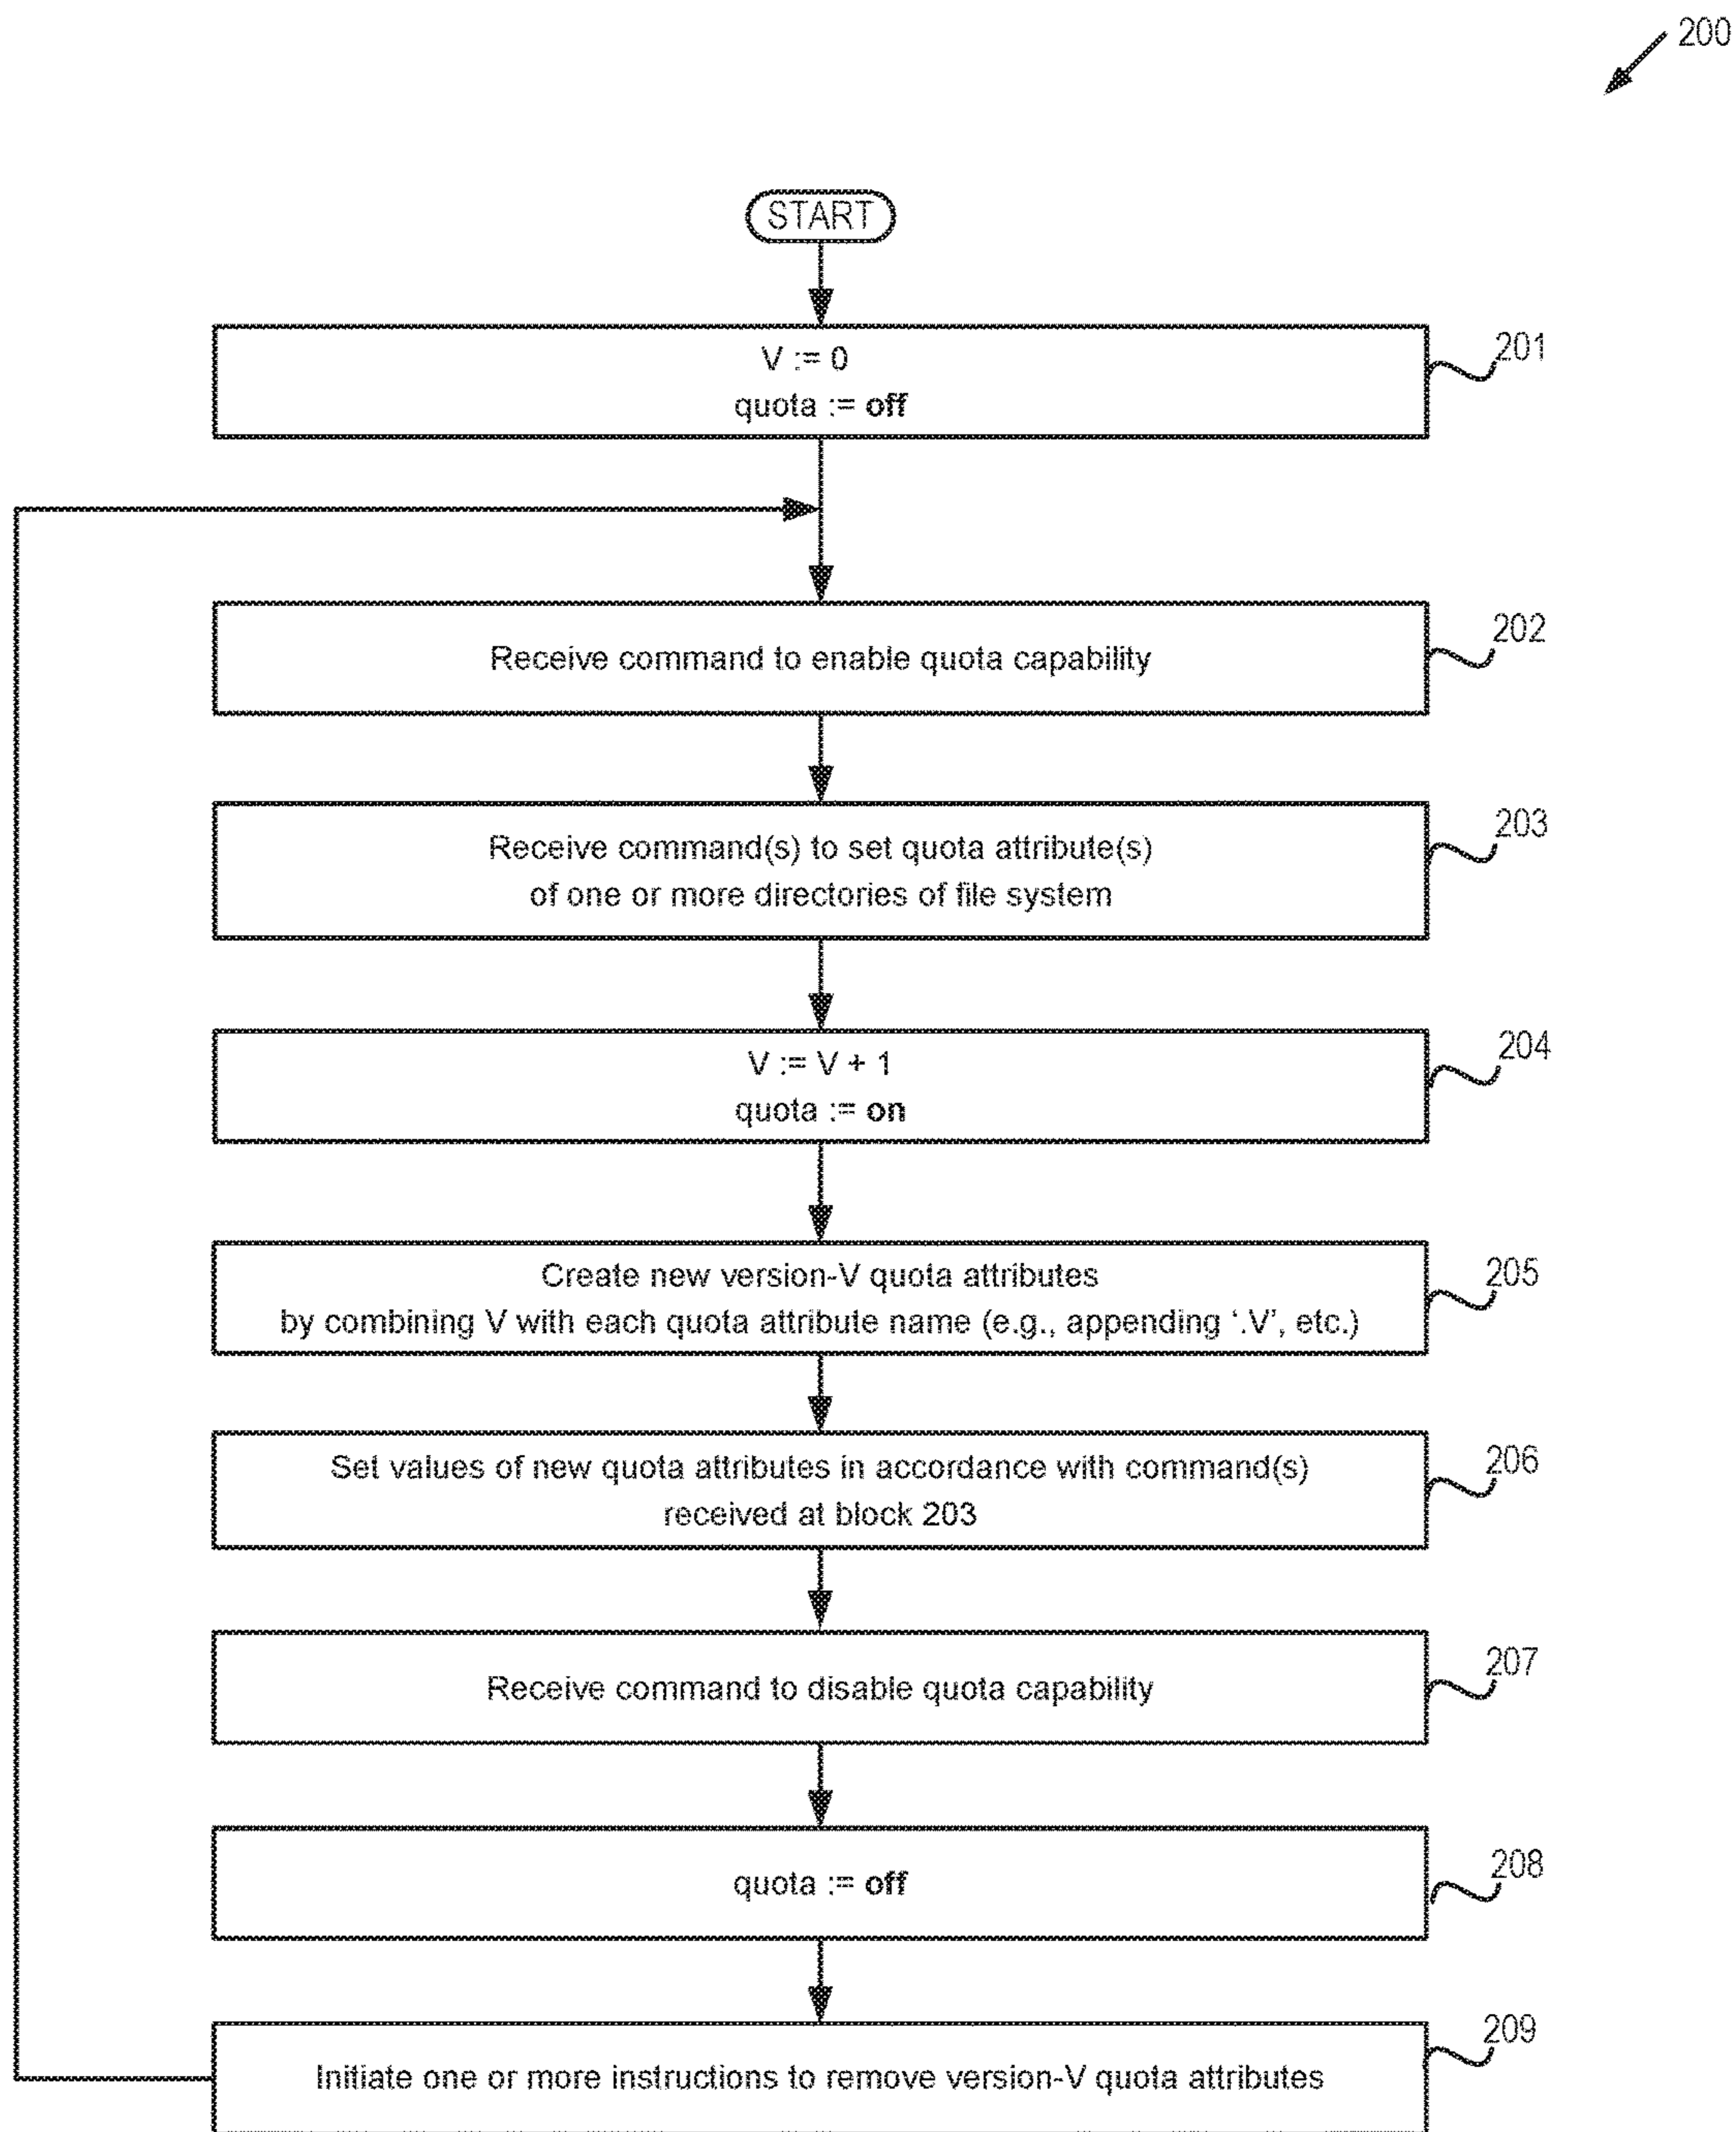 200
START
V := 0
quota := off
201
Receive command to enable quota capability
202
Receive command(s) to set quota attribute(s)
of one or more directories of file system
203
V := V + 1
quota := on
204
Create new version-V quota attributes
by combining V with each quota attribute name (e.g., appending ‘.V’, etc.)
205
Set values of new quota attributes in accordance with command(s)
received at block 203
206
Receive command to disable quota capability
207
quota := off
208
Initiate one or more instructions to remove version-V quota attributes
209